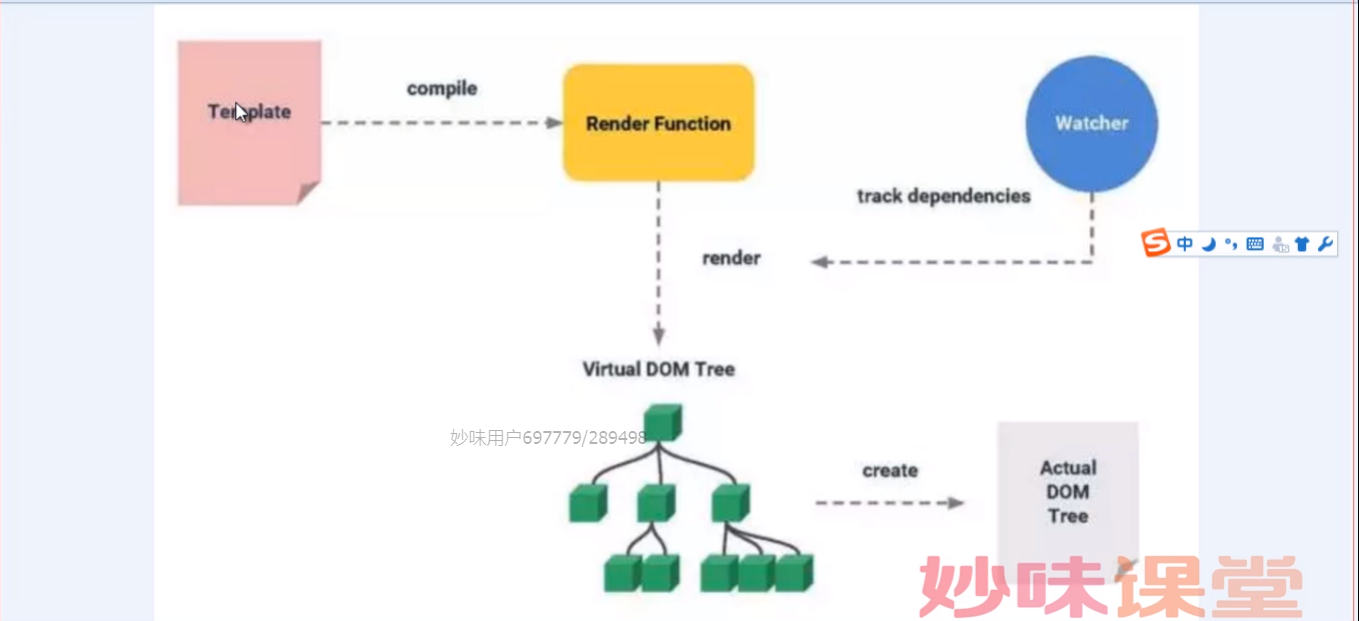 Template
compile
Render Function
Watcher
track dependencies
中
render
Virtual DOM Tree
妙味用户697779/289498
create
Actual
DOM
Tree
妙味课堂